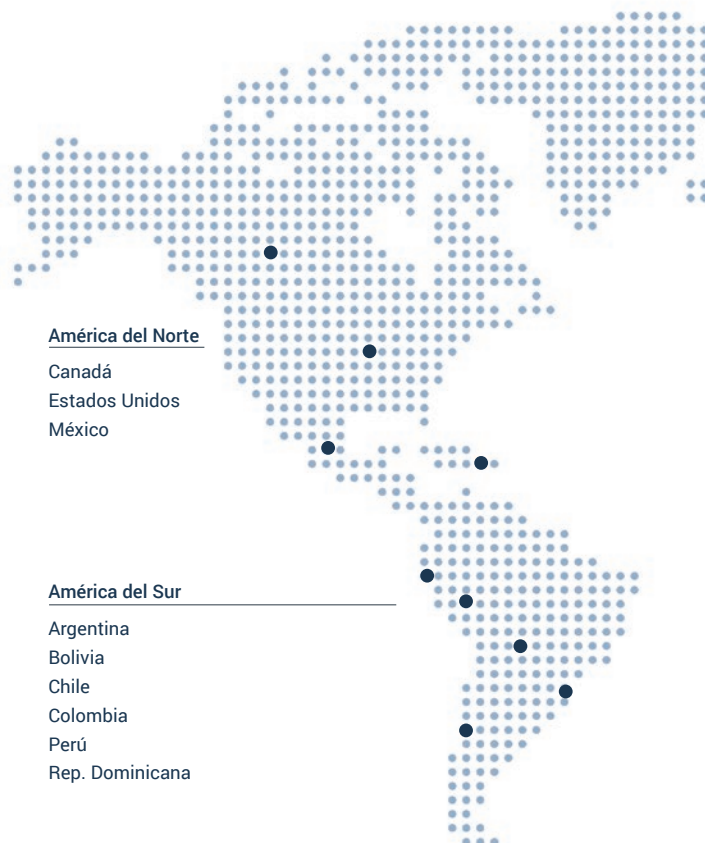 América del Norte
Canadá
Estados Unidos
México
América del Sur
Argentina
Bolivia
Chile
Colombia
Perú
Rep. Dominicana